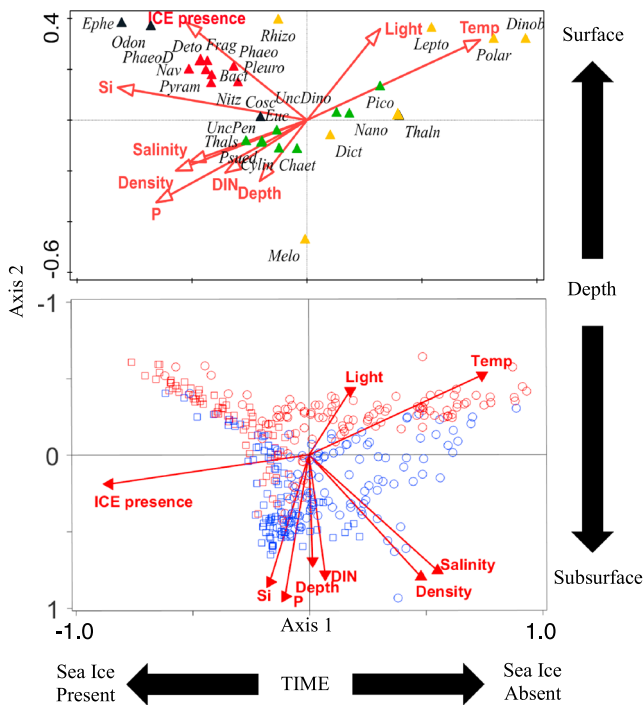 0.4
Ephe
ICE presence
Odon
Rhizo
Light
Lepto
Temp
Dinob
Polar
Surface
PhaeoD
Deto
Frag
Phaeo
Nav
Bacl
Pleuro
Si
Pyram
Nitz
Cosc
UncDino
Pico
Euc
UncPen
Nano
Thaln
Salinity
Thals
Dict
Psued
Cylin
Chaet
Density
DIN
Depth
P
Melo
-0.6
Axis 2
Depth
-1
Light
Temp
0
ICE presence
Salinity
DIN
Depth
Density
Si
P
Subsurface
1
Axis 1
-1.0
1.0
Sea Ice
Present
TIME
Sea Ice
Absent